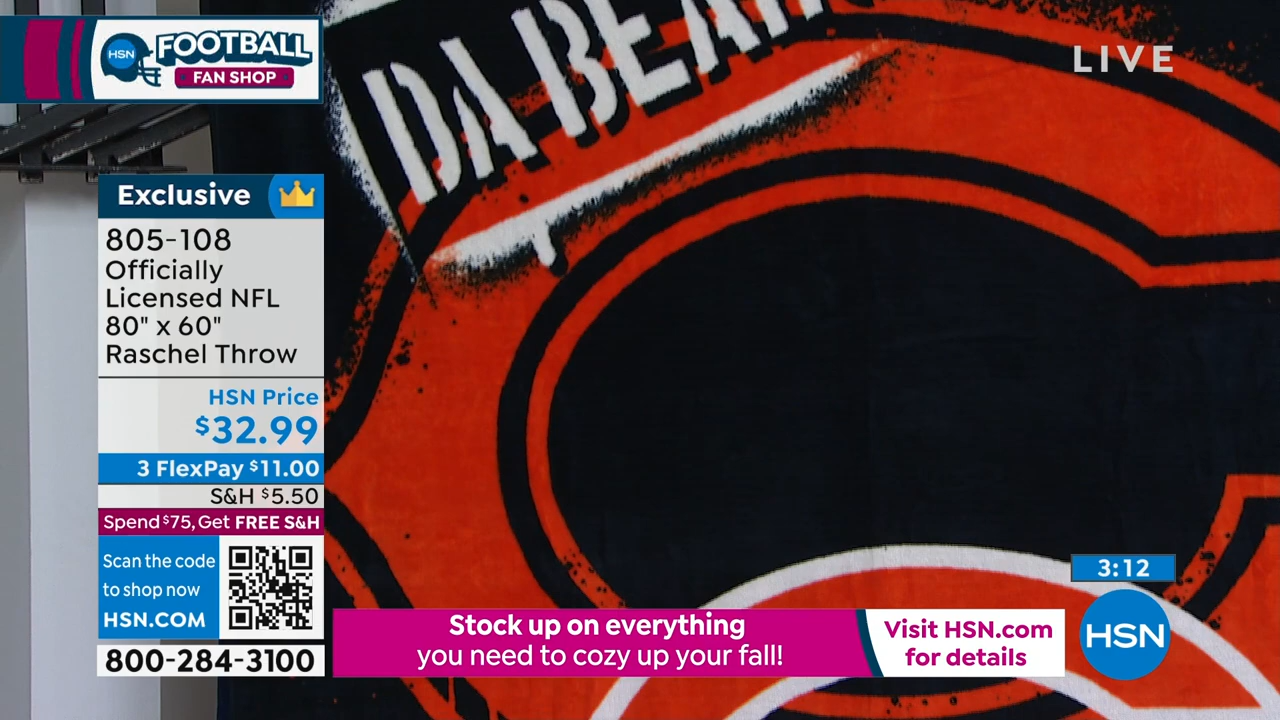 HSN
FOOTBALL
FAN SHOP
DA BEAR
LIVE
Exclusive
805-108
Officially
Licensed NFL
80" x 60"
Raschel Throw
HSN Price
$32.99
3 FlexPay $11.00
S&H $5.50
Spend $75, Get FREE S&H
Scan the code
to shop now
HSN.COM
800-284-3100
Stock up on everything
you need to cozy up your fall!
Visit HSN.com
for details
3:12
HSN